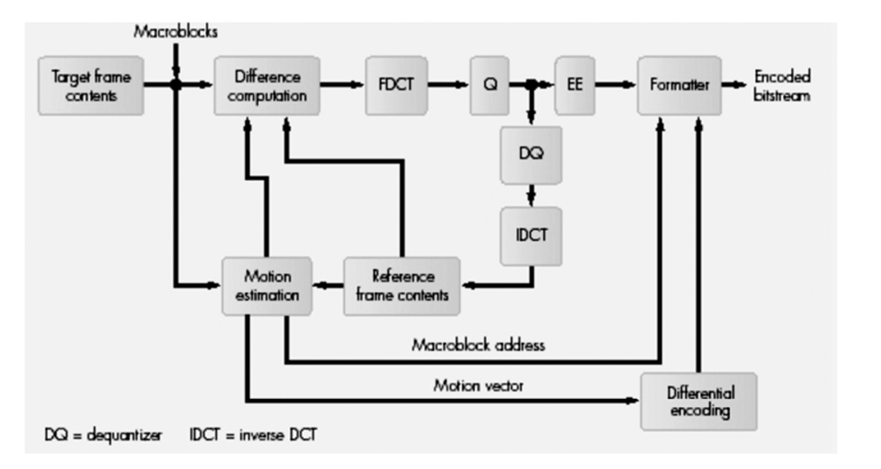 Macroblocks
Target frame
contents
Difference
computation
FDCT
Q
EE
Formatter
Encoded
bitstream
DQ
IDCT
Motion
estimation
Reference
frame contents
Macroblock address
Motion vector
Differential
encoding
DQ = dequantizer IDCT = inverse DCT